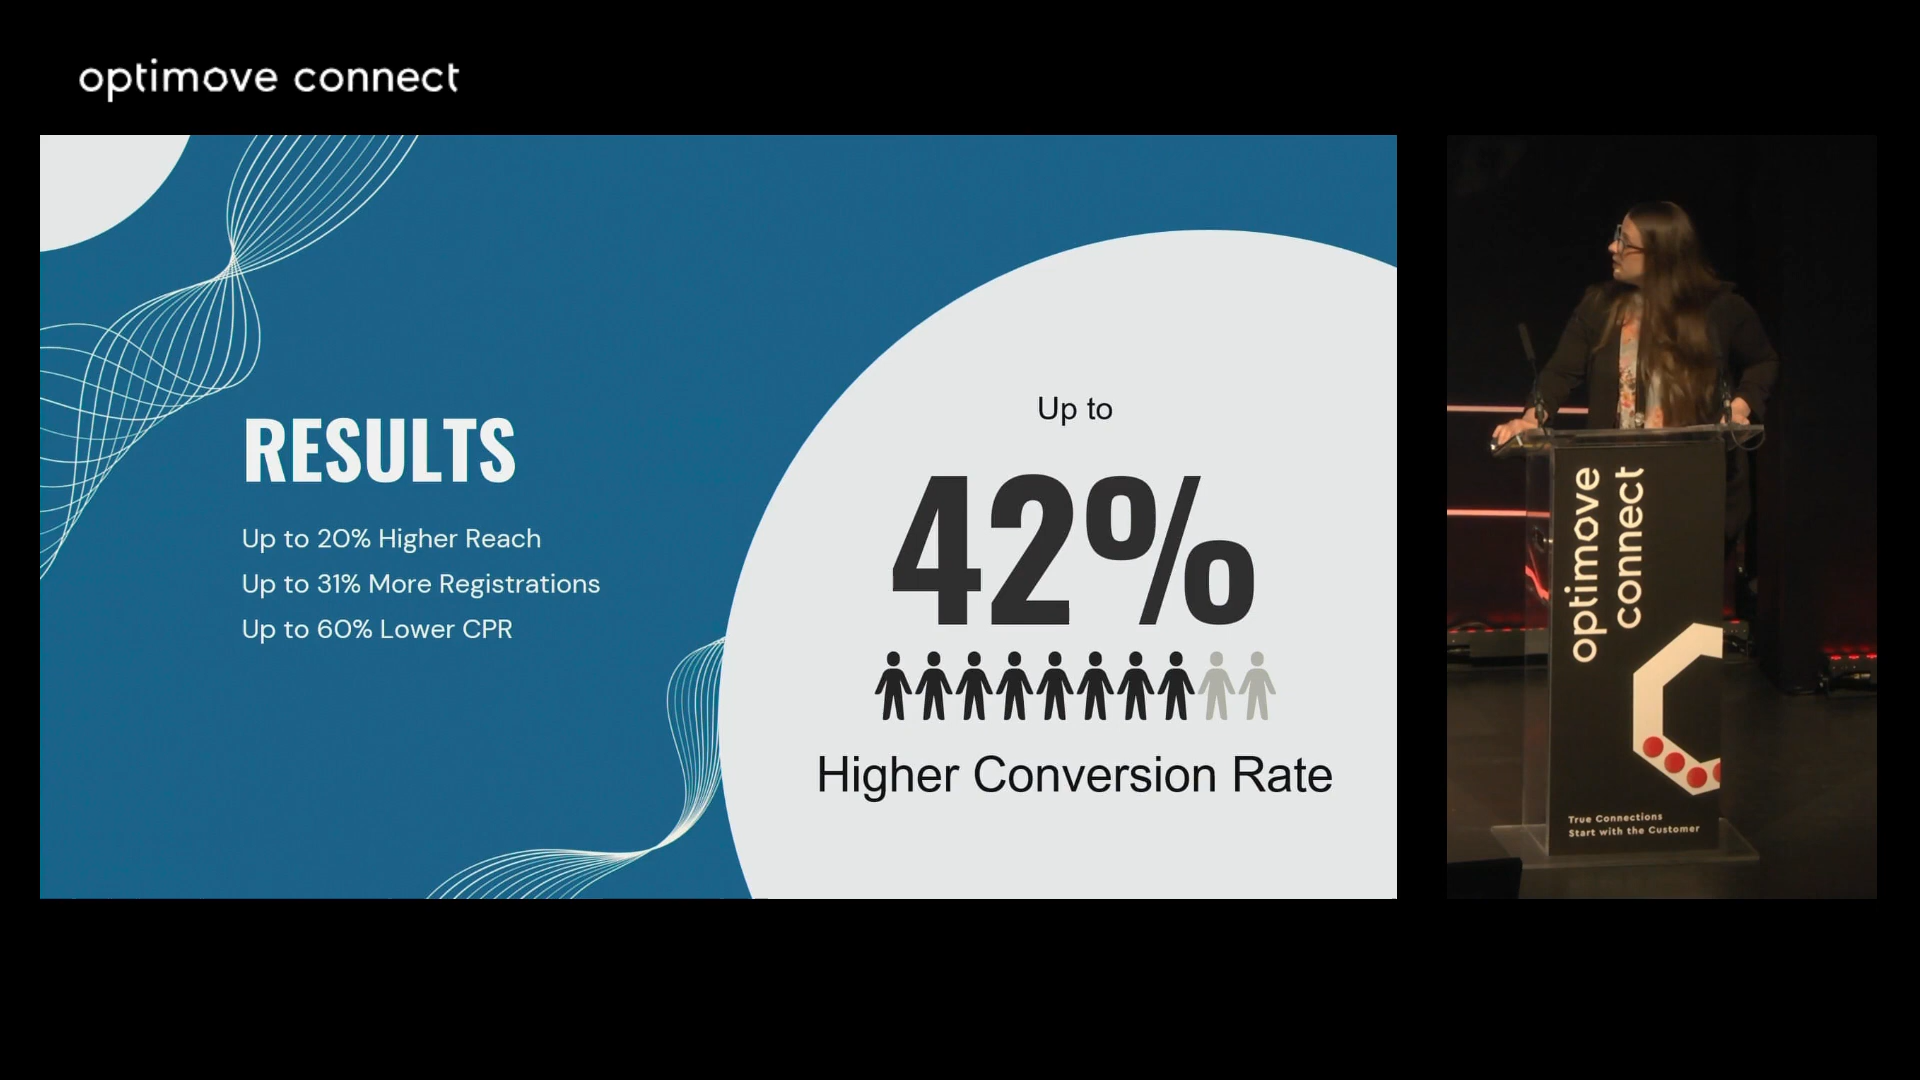 optimove connect
RESULTS
Up to 20% Higher Reach
Up to 31% More Registrations
Up to 60% Lower CPR
Up to
42%
Higher Conversion Rate
optimove
connect
True Connections
Start with the Customer